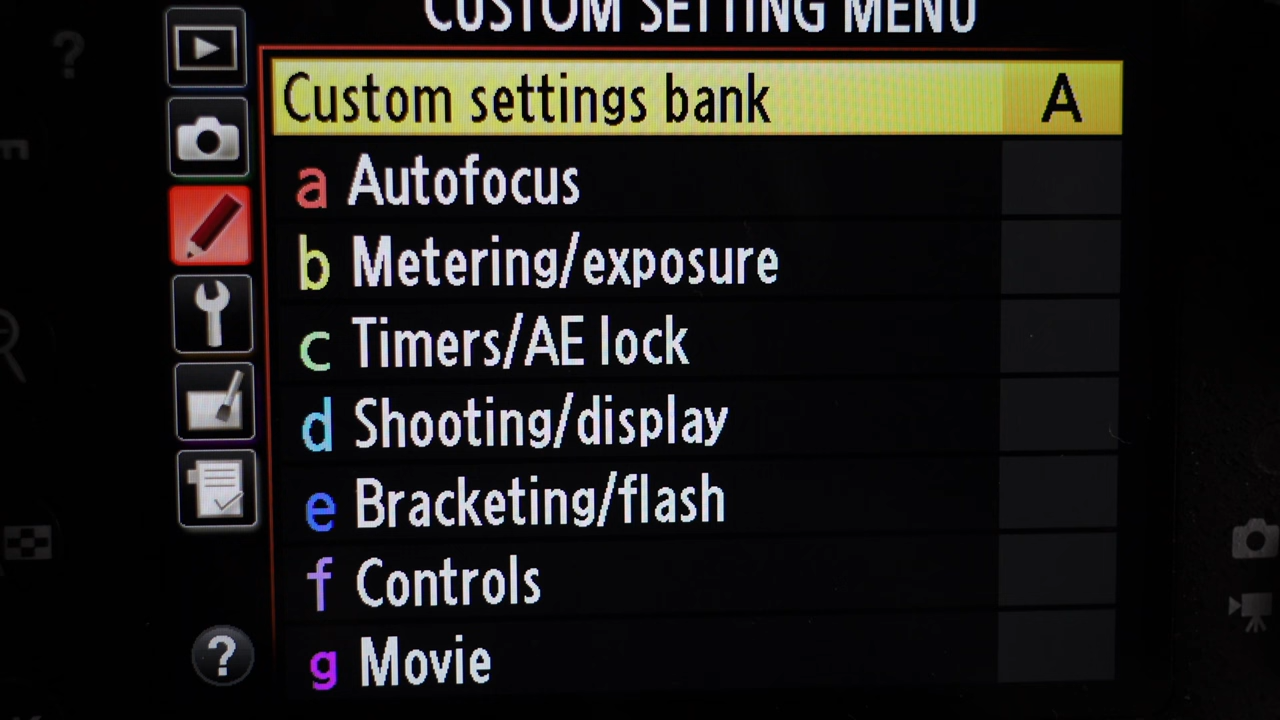 CUSTOM SETTING MENU
Custom settings bank A
a Autofocus
b Metering/exposure
c Timers/AE lock
d Shooting/display
e Bracketing/flash
f Controls
g Movie
?
?